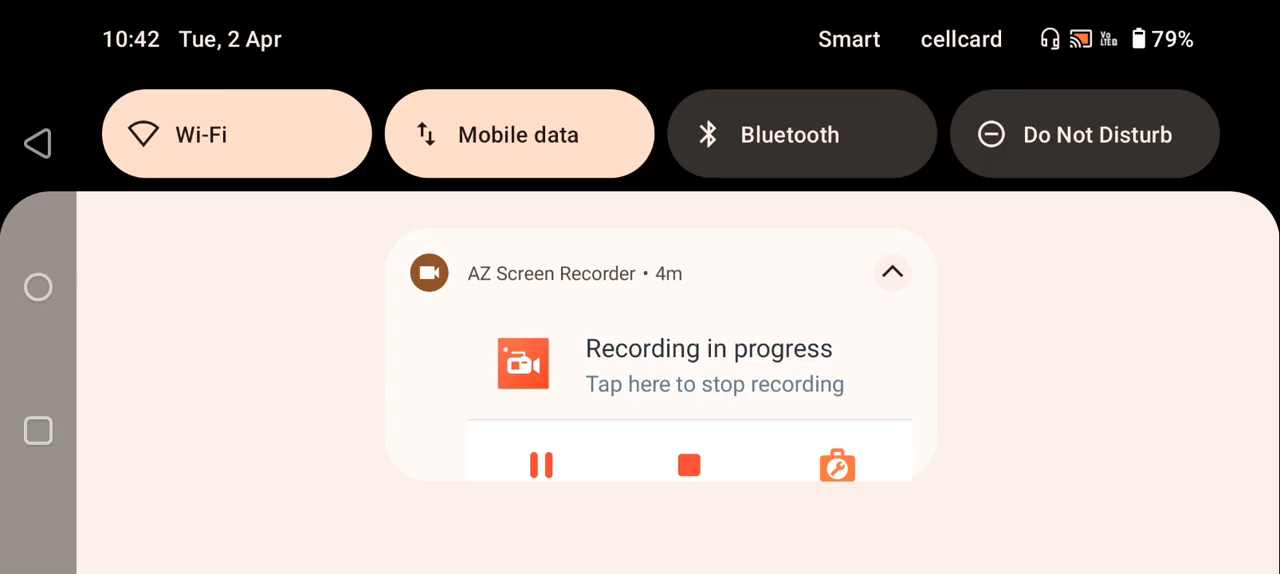 10:42 Tue, 2 Apr Smart cellcard 79%
Wi-Fi Mobile data Bluetooth Do Not Disturb
AZ Screen Recorder • 4m
Recording in progress
Tap here to stop recording